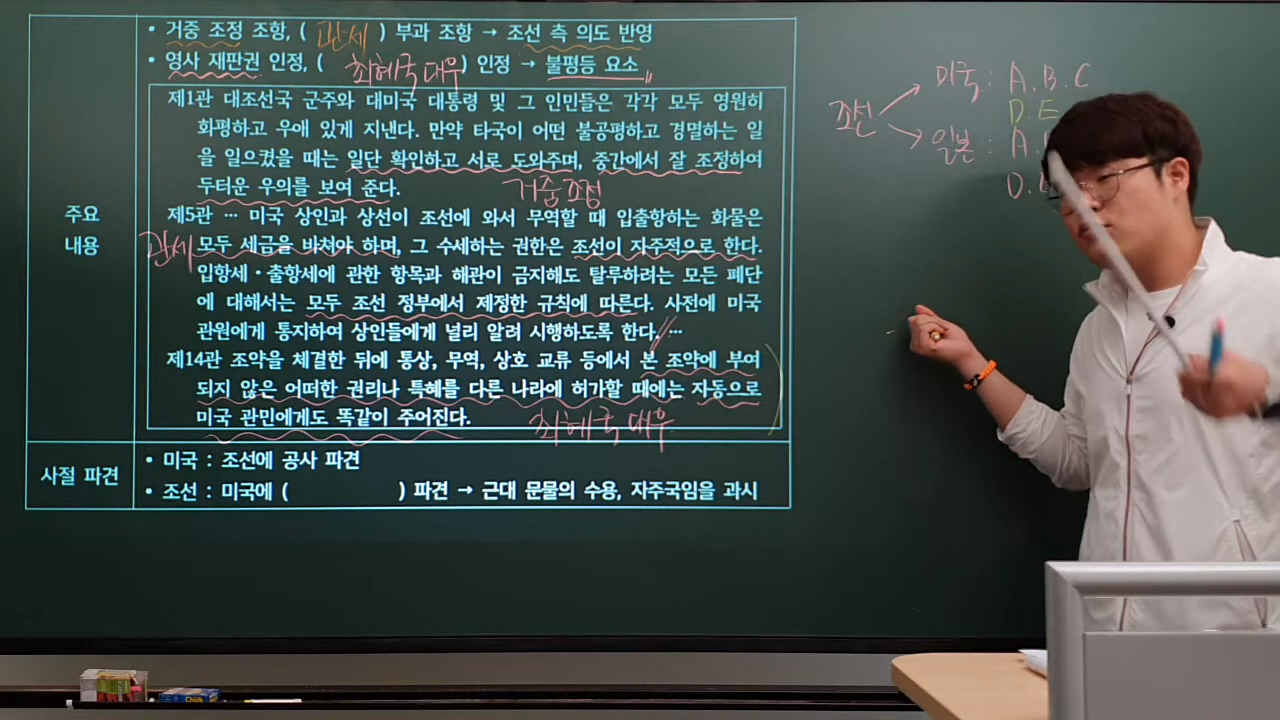 • 거중 조정 조항, ( 관세 ) 부과 조항 → 조선 측 의도 반영
• 영사 재판권 인정, ( 최혜국 대우 ) 인정 → 불평등 요소
제1관 대조선국 군주와 대미국 대통령 및 그 인민들은 각각 모두 영원히
화평하고 우애 있게 지낸다. 만약 타국이 어떤 불공평하고 경멸하는 일
을 일으켰을 때는 일단 확인하고 서로 도와주며, 중간에서 잘 조정하여
두터운 우의를 보여 준다.
거중조정
주요
내용
제5관 … 미국 상인과 상선이 조선에 와서 무역할 때 입출항하는 화물은
관세 모두 세금을 바쳐야 하며, 그 수세하는 권한은 조선이 자주적으로 한다.
입항세·출항세에 관한 항목과 해관이 금지해도 탈루하려는 모든 폐단
에 대해서는 모두 조선 정부에서 제정한 규칙에 따른다. 사전에 미국
관원에게 통지하여 상인들에게 널리 알려 시행하도록 한다. …
제14관 조약을 체결한 뒤에 통상, 무역, 상호 교류 등에서 본 조약에 부여
되지 않은 어떠한 권리나 특혜를 다른 나라에 허가할 때에는 자동으로
미국 관민에게도 똑같이 주어진다.
최혜국 대우
사절 파견
• 미국 : 조선에 공사 파견
• 조선 : 미국에 ( ) 파견 → 근대 문물의 수용, 자주국임을 과시
조선
미국 : A. B. C
D. E
일본 : A.
D.